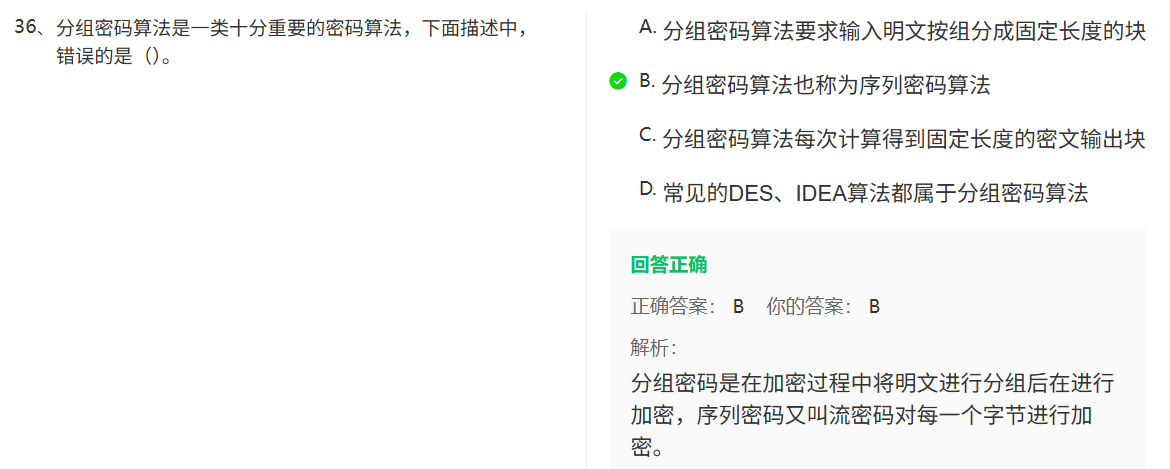 36、分组密码算法是一类十分重要的密码算法，下面描述中，
错误的是（）。
A. 分组密码算法要求输入明文按组分成固定长度的块
B. 分组密码算法也称为序列密码算法
C. 分组密码算法每次计算得到固定长度的密文输出块
D. 常见的DES、IDEA算法都属于分组密码算法
回答正确
正确答案： B 你的答案： B
解析：
分组密码是在加密过程中将明文进行分组后在进行
加密，序列密码又叫流密码对每一个字节进行加
密。